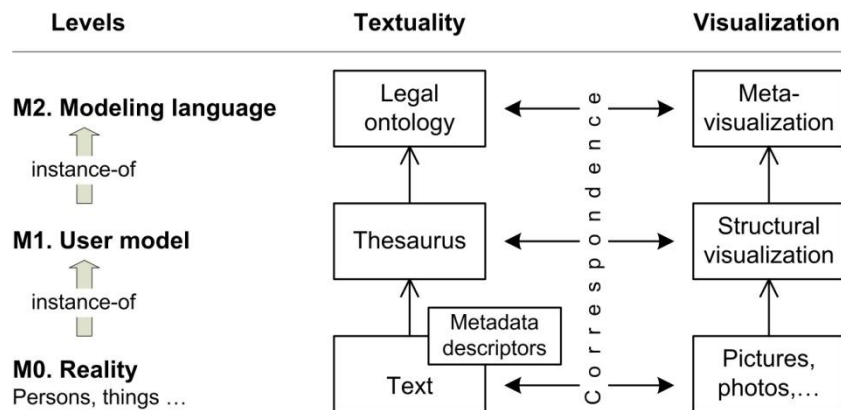 Levels Textuality Visualization
M2. Modeling language
Legal
ontology
Meta-
visualization
instance-of
M1. User model
Thesaurus
Structural
visualization
instance-of
Metadata
descriptors
M0. Reality
Persons, things ...
Text
Pictures,
photos,...
Correspondence